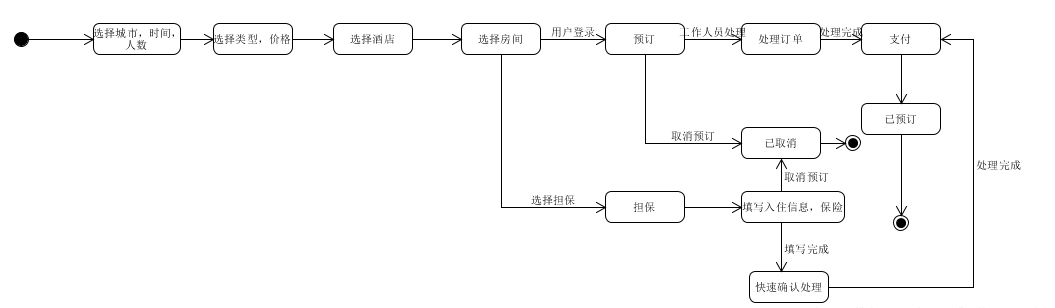 选择城市，时间，
人数
选择类型，价格
选择酒店
选择房间
用户登录
预订
工作人员处理
处理订单
处理完成
支付
已预订
取消预订
已取消
取消预订
处理完成
选择担保
担保
填写入住信息，保险
填写完成
快速确认处理